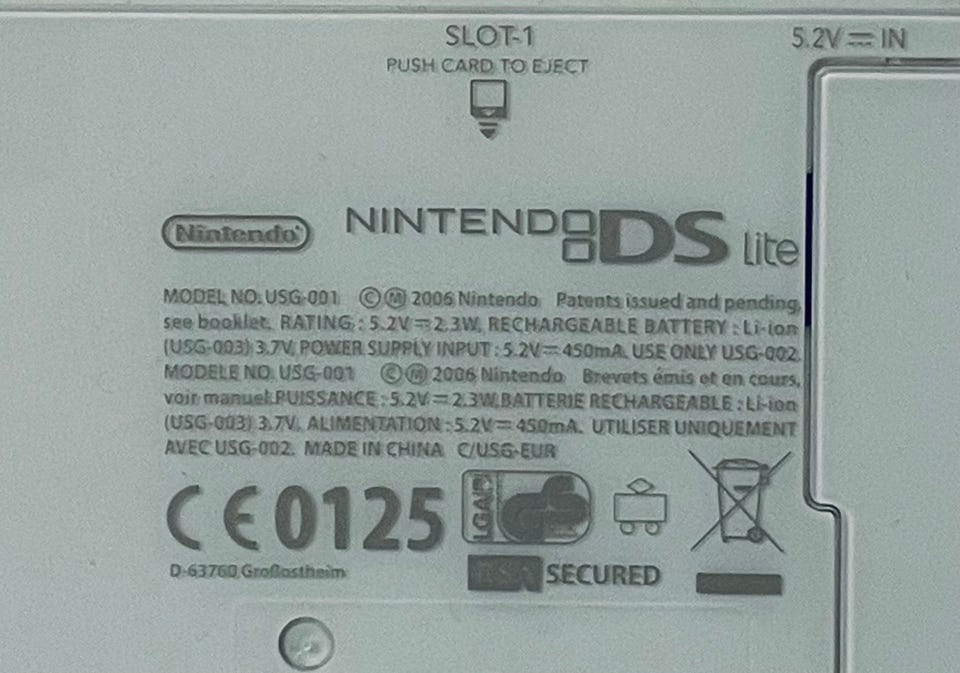 SLOT-1
5.2V ⎓ IN
PUSH CARD TO EJECT
Nintendo®
NINTENDO DS lite
MODEL NO. USG-001 ©Ⓜ 2006 Nintendo Patents issued and pending,
see booklet. RATING : 5.2V ⎓ 2.3W, RECHARGEABLE BATTERY : Li-ion
(USG-003) 3.7V, POWER SUPPLY INPUT : 5.2V ⎓ 450mA. USE ONLY USG-002.
MODELE NO. USG-001 ©Ⓜ 2006 Nintendo Brevets émis et en cours,
voir manuel.PUISSANCE : 5.2V ⎓ 2.3W,BATTERIE RECHARGEABLE : Li-ion
(USG-003) 3.7V, ALIMENTATION : 5.2V ⎓ 450mA. UTILISER UNIQUEMENT
AVEC USG-002. MADE IN CHINA C/USG-EUR
CE0125
LGAI
D-63760 Großostheim
RSA SECURED